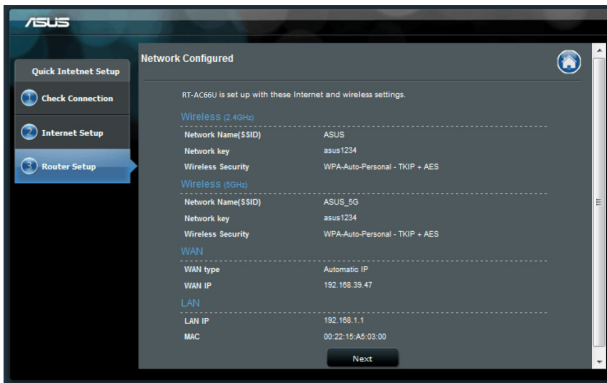 ASUS
Quick Intetnet Setup
1 Check Connection
2 Internet Setup
3 Router Setup
Network Configured
RT-AC66U is set up with these Internet and wireless settings.
Wireless (2.4GHz)
Network Name(SSID) ASUS
Network key asus1234
Wireless Security WPA-Auto-Personal - TKIP + AES
Wireless (5GHz)
Network Name(SSID) ASUS_5G
Network key asus1234
Wireless Security WPA-Auto-Personal - TKIP + AES
WAN
WAN type Automatic IP
WAN IP 192.168.39.47
LAN
LAN IP 192.168.1.1
MAC 00:22:15:A5:03:00
Next